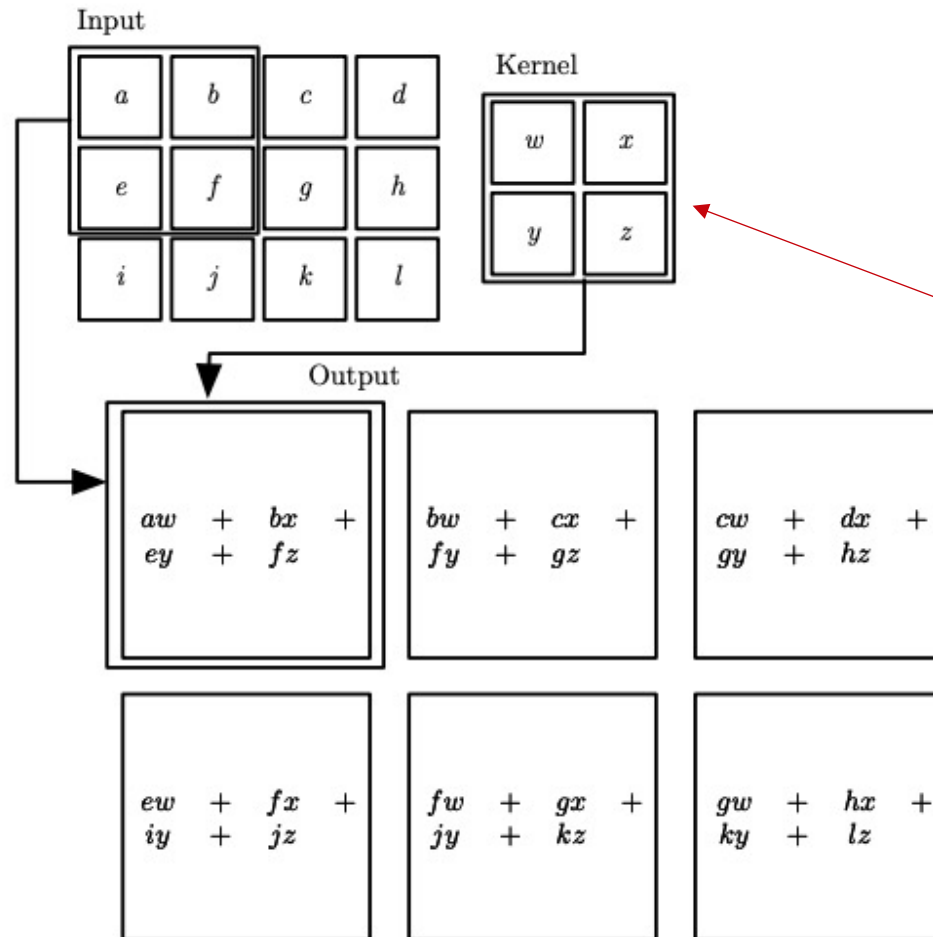 Input
a b c d
e f g h
i j k l
Kernel
w x
y z
Output
aw + bx +
ey + fz
bw + cx +
fy + gz
cw + dx +
gy + hz
ew + fx +
iy + jz
fw + gx +
jy + kz
gw + hx +
ky + lz